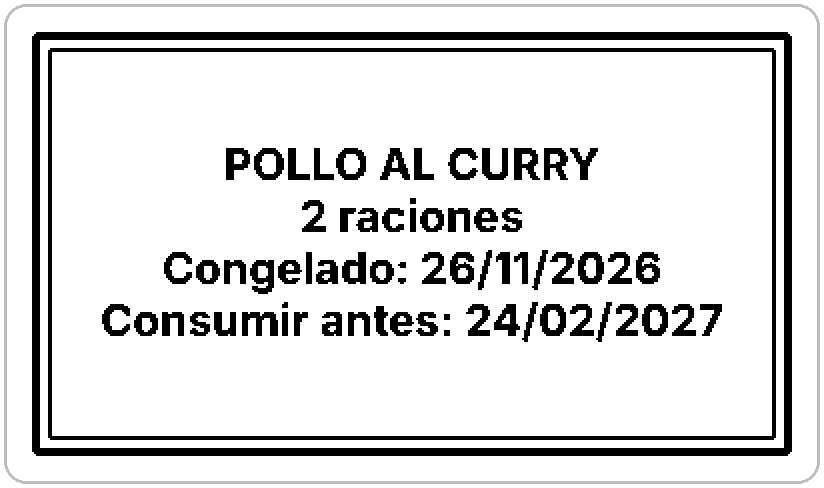 POLLO AL CURRY
2 raciones
Congelado: 26/11/2026
Consumir antes: 24/02/2027